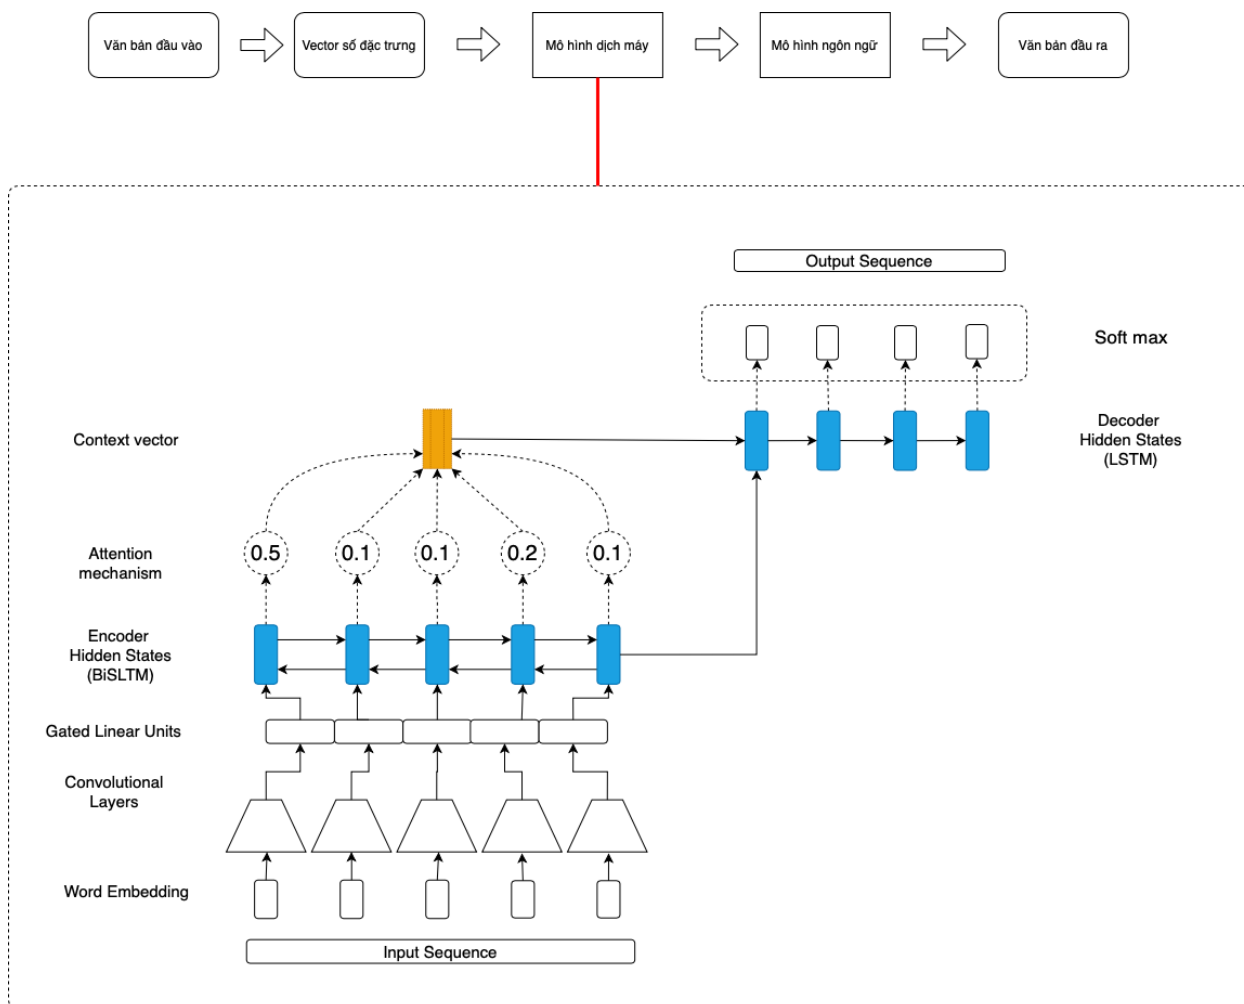 Văn bản đầu vào
Vector số đặc trưng
Mô hình dịch máy
Mô hình ngôn ngữ
Văn bản đầu ra
Output Sequence
Soft max
Context vector
Decoder
Hidden States
(LSTM)
Attention
mechanism
0.5
0.1
0.1
0.2
0.1
Encoder
Hidden States
(BiSLTM)
Gated Linear Units
Convolutional
Layers
Word Embedding
Input Sequence